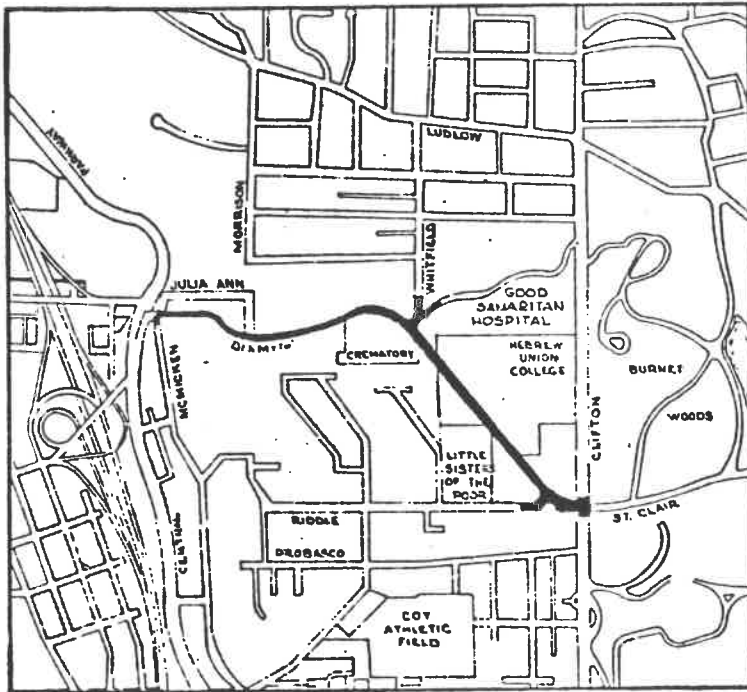 LUDLOW
PARKWAY
MORRISON
WHITFIELD
JULIA ANN
GOOD
SAMARITAN
HOSPITAL
CREMATORY
HEBREW
UNION
COLLEGE
BURNET
WOODS
MCMICKEN
CLIFTON
LITTLE
SISTERS
OF THE
POOR
ST. CLAIR
RIDDLE
PROBASCO
CENTRAL
ATHLETIC
FIELD